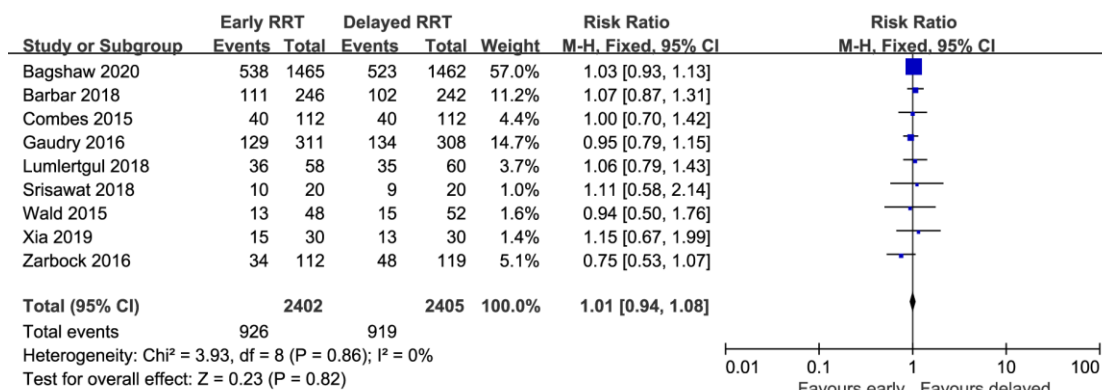 Early RRT Delayed RRT Risk Ratio Risk Ratio
Study or Subgroup Events Total Events Total Weight M-H, Fixed, 95% CI M-H, Fixed, 95% CI
Bagshaw 2020 538 1465 523 1462 57.0% 1.03 [0.93, 1.13]
Barbar 2018 111 246 102 242 11.2% 1.07 [0.87, 1.31]
Combes 2015 40 112 40 112 4.4% 1.00 [0.70, 1.42]
Gaudry 2016 129 311 134 308 14.7% 0.95 [0.79, 1.15]
Lumlertgul 2018 36 58 35 60 3.7% 1.06 [0.79, 1.43]
Srisawat 2018 10 20 9 20 1.0% 1.11 [0.58, 2.14]
Wald 2015 13 48 15 52 1.6% 0.94 [0.50, 1.76]
Xia 2019 15 30 13 30 1.4% 1.15 [0.67, 1.99]
Zarbock 2016 34 112 48 119 5.1% 0.75 [0.53, 1.07]
Total (95% CI) 2402 2405 100.0% 1.01 [0.94, 1.08]
Total events 926 919
Heterogeneity: Chi² = 3.93, df = 8 (P = 0.86); I² = 0%
Test for overall effect: Z = 0.23 (P = 0.82)
0.01 0.1 1 10 100
Favours early Favours delayed